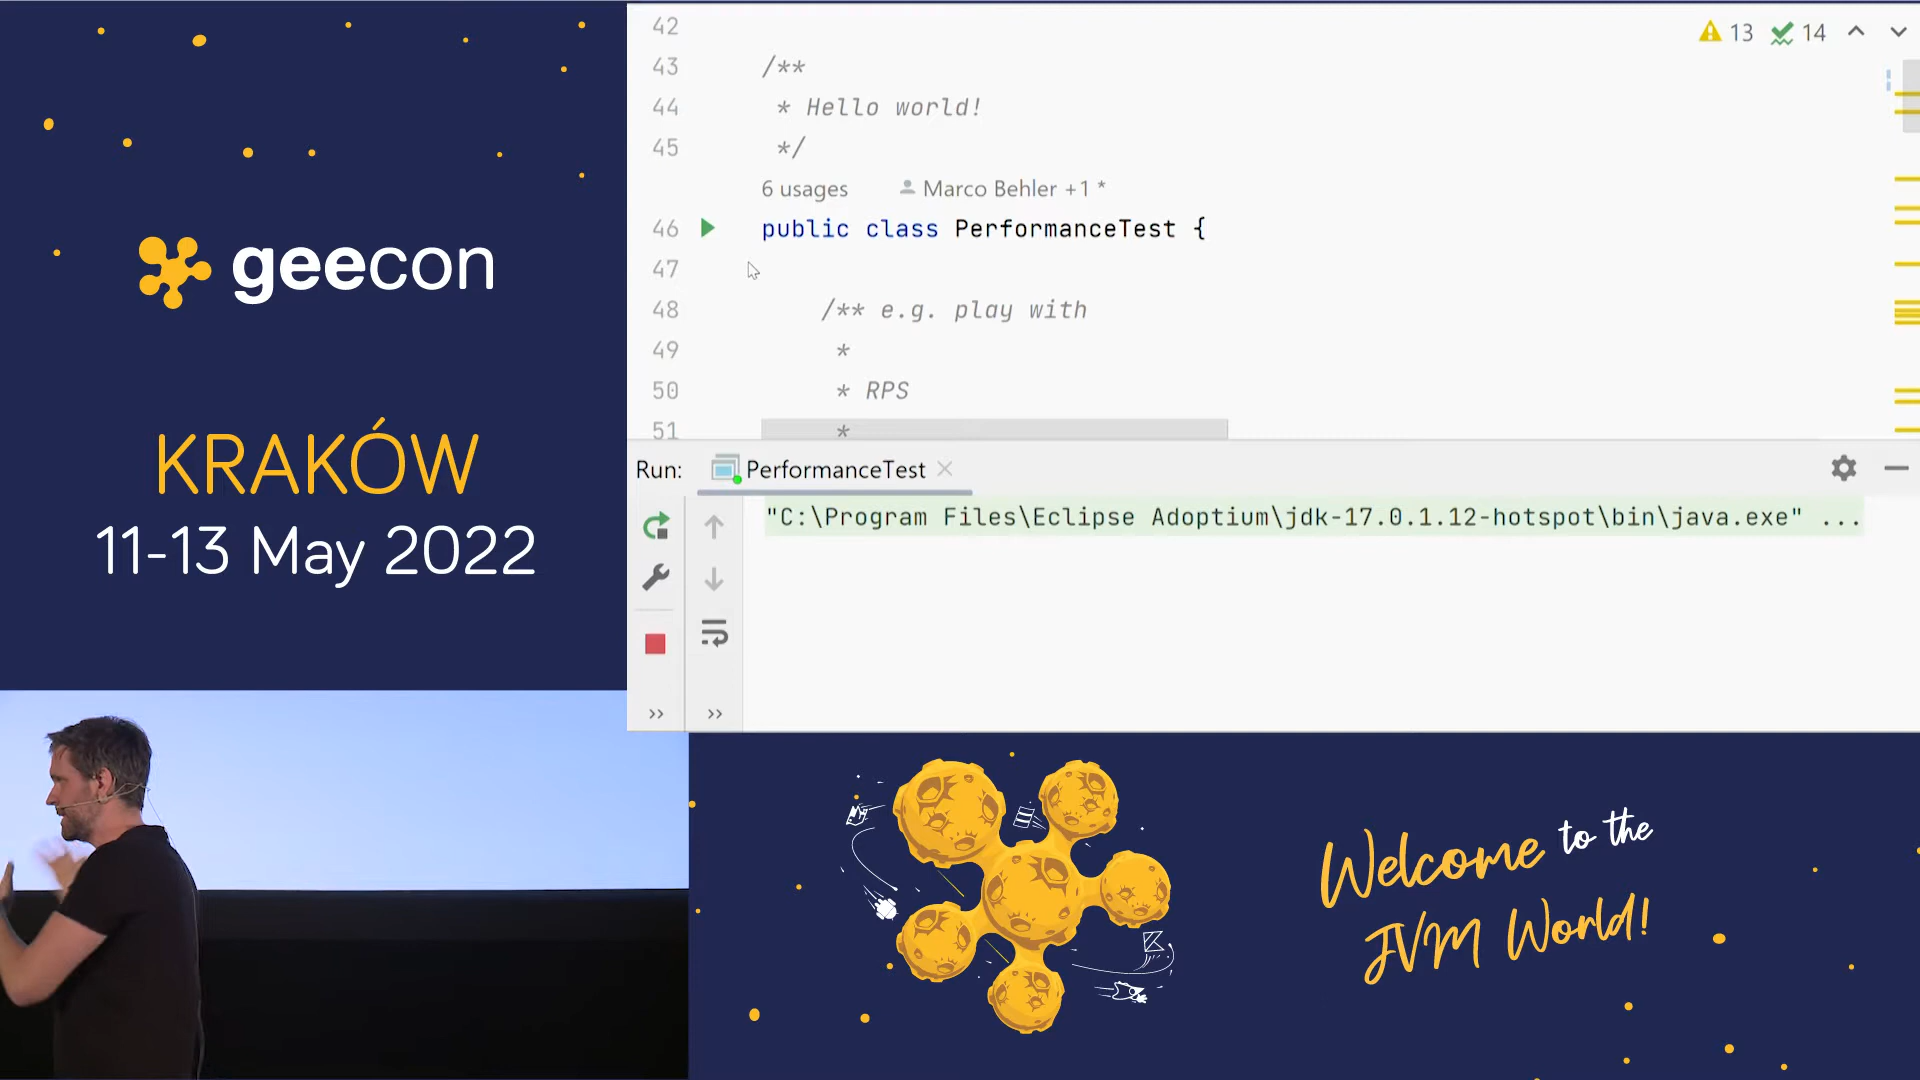 geecon
KRAKÓW
11-13 May 2022
42
43 /**
44 * Hello world!
45 */
6 usages Marco Behler +1 *
46 public class PerformanceTest {
47
48 /** e.g. play with
49 *
50 * RPS
51 *
13 14
Run: PerformanceTest
"C:\Program Files\Eclipse Adoptium\jdk-17.0.1.12-hotspot\bin\java.exe" ...
Welcome to the
JVM World!